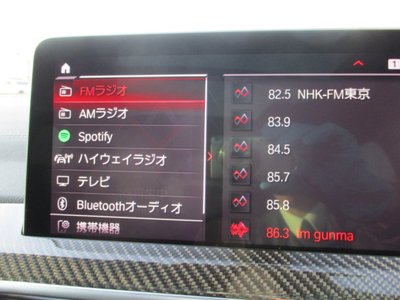 1
FMラジオ
AMラジオ
Spotify
ハイウェイラジオ
テレビ
Bluetoothオーディオ
携帯機器
82.5 NHK-FM東京
83.9
84.5
85.7
85.8
86.3 fm gunma